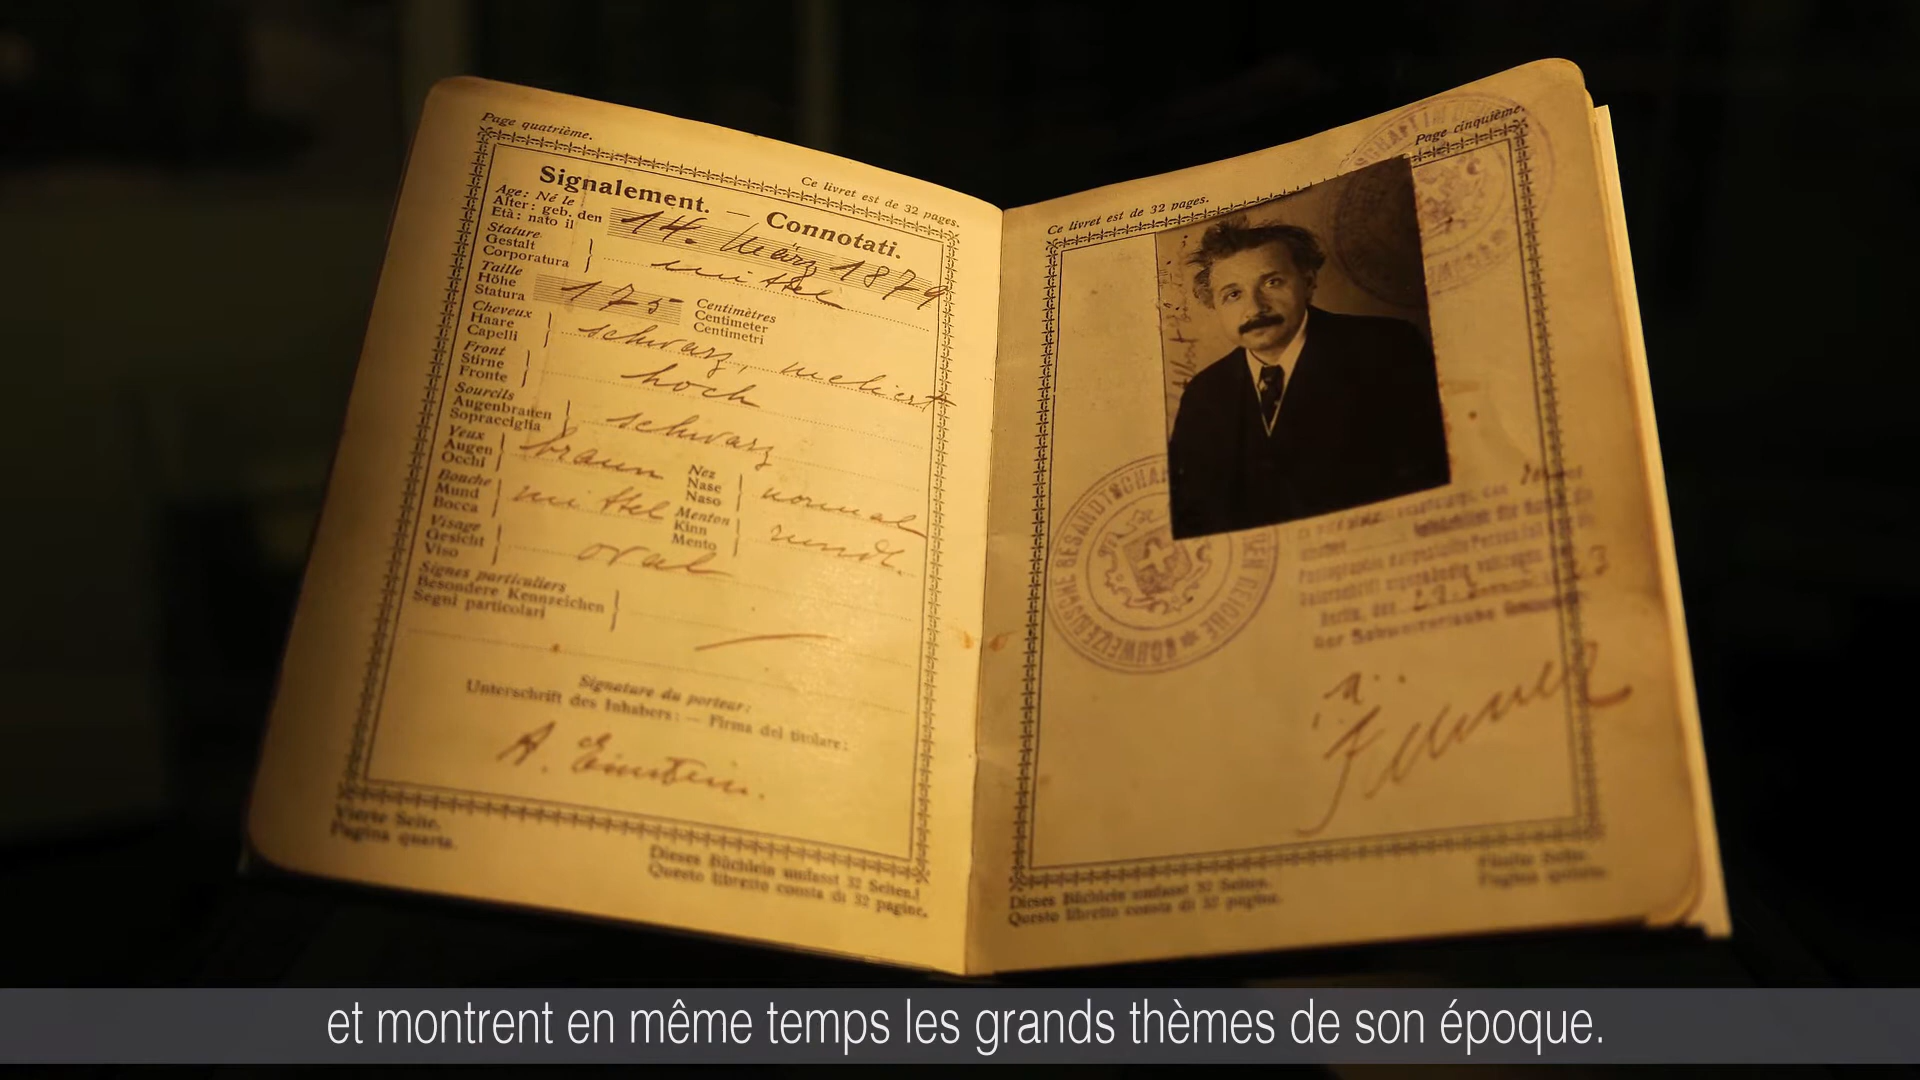 Page quatrième.
Ce livret est de 32 pages.
Signalement. — Connotati.
Age: Né le
Alter: geb. den
Età: nato il
14. März 1879
Stature
Gestalt
Corporatura
mittel
Taille
Höhe
Statura
175
Centimètres
Centimeter
Centimetri
Cheveux
Haare
Capelli
schwarz, meliert
Front
Stirne
Fronte
hoch
Sourcils
Augenbrauen
Sopracciglia
schwarz
Yeux
Augen
Occhi
braun
Nez
Nase
Naso
normal
Bouche
Mund
Bocca
mittel
Menton
Kinn
Mento
rundl.
Visage
Gesicht
Viso
oval
Signes particuliers
Besondere Kennzeichen
Segni particolari
Signature du porteur:
Unterschrift des Inhabers: — Firma del titolare:
A. Einstein.
Vierte Seite.
Pagina quarta.
Dieses Büchlein umfasst 32 Seiten.
Questo libretto consta di 32 pagine.
Page cinquième.
Ce livret est de 32 pages.
SCHWEIZERISCHE GESANDTSCHAFT
Berlin, den
Dieses Büchlein umfasst 32 Seiten.
Questo libretto consta di 32 pagine.
Fünfte Seite.
Pagina quinta.
et montrent en même temps les grands thèmes de son époque.